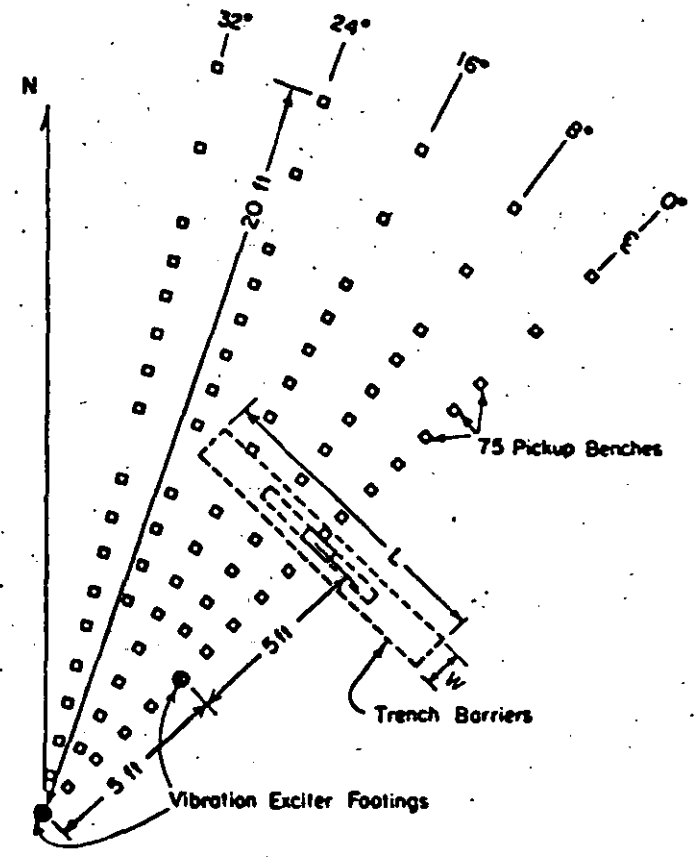 32°
24°
16°
8°
0°
N
20 ft
75 Pickup Benches
L
5 ft
W
Trench Barriers
5 ft
Vibration Exciter Footings